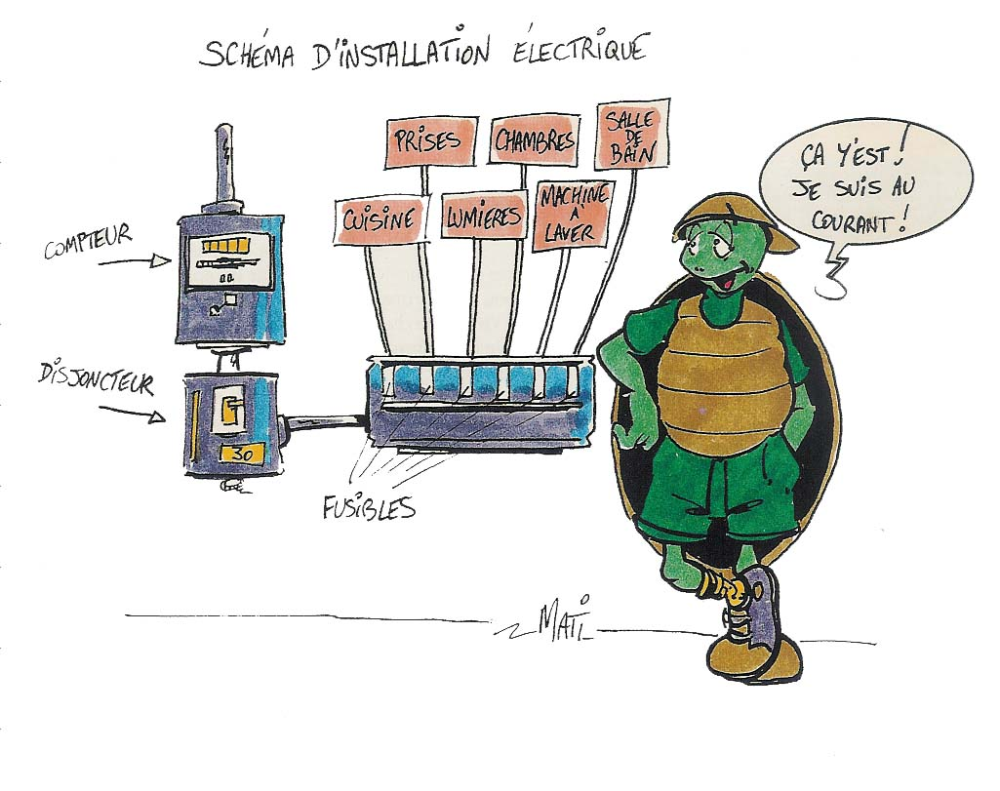 SCHÉMA D'INSTALLATION ÉLECTRIQUE
PRISES
CHAMBRES
SALLE
DE
BAIN
CUISINE
LUMIÈRES
MACHINE
À
LAVER
COMPTEUR
DISJONCTEUR
30
FUSIBLES
ÇA Y'EST!
JE SUIS AU
COURANT!
MATL